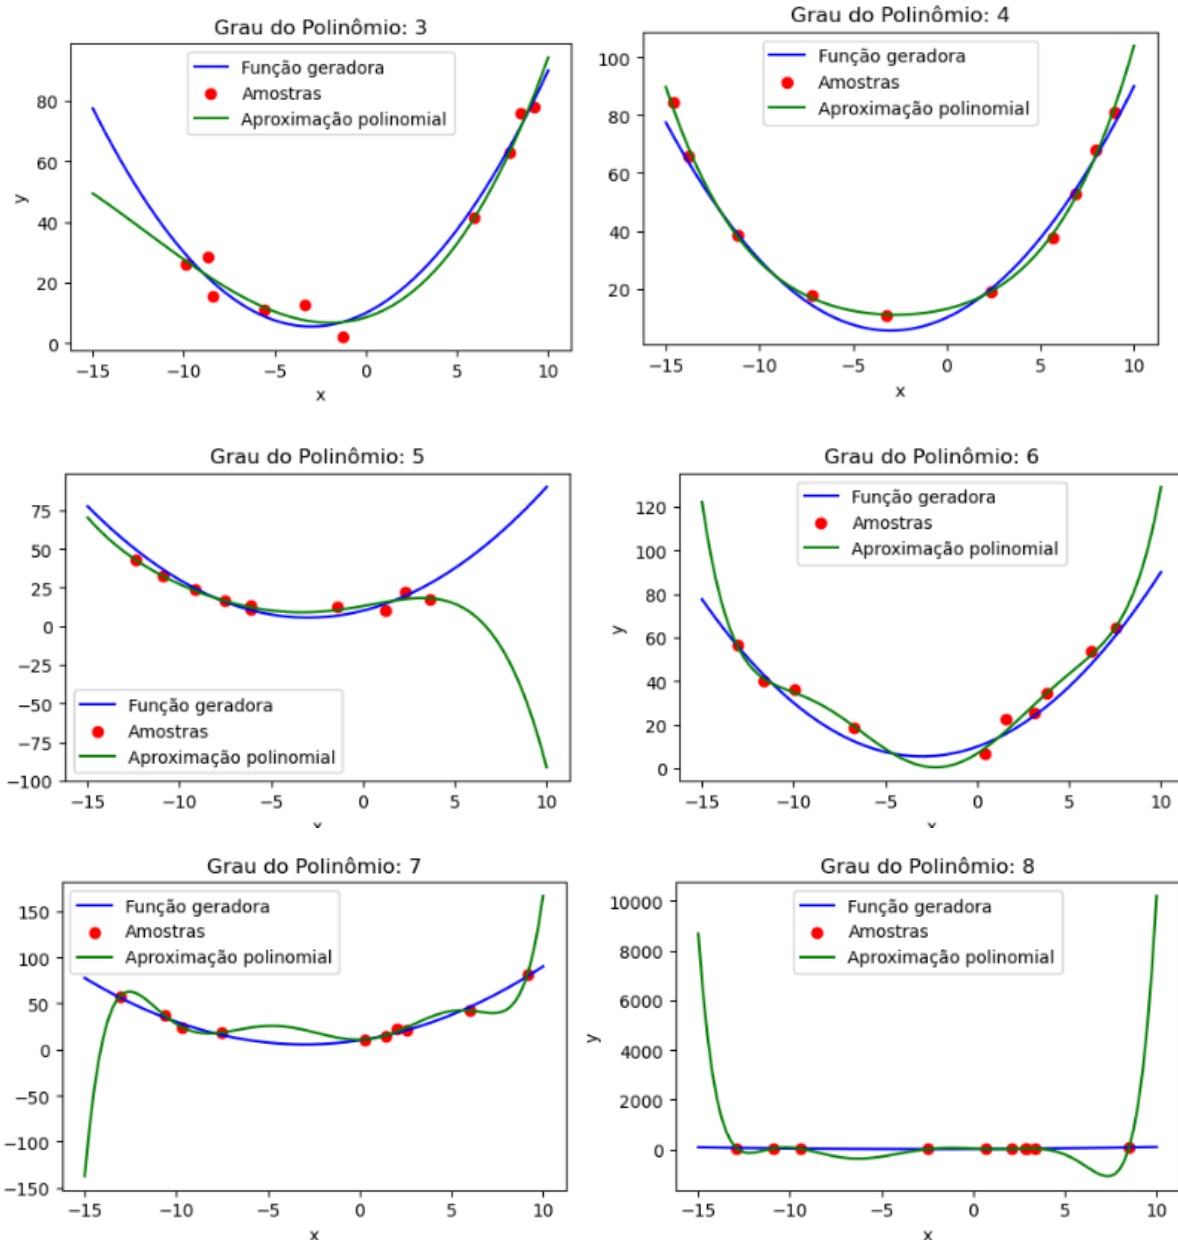 Grau do Polinômio: 3
Função geradora
Amostras
Aproximação polinomial
80
60
40
20
0
y
−15 −10 −5 0 5 10
x
Grau do Polinômio: 4
Função geradora
Amostras
Aproximação polinomial
100
80
60
40
20
−15 −10 −5 0 5 10
x
Grau do Polinômio: 5
75
50
25
0
−25
−50
−75
−100
Função geradora
Amostras
Aproximação polinomial
−15 −10 −5 0 5 10
x
Grau do Polinômio: 6
Função geradora
Amostras
Aproximação polinomial
120
100
80
60
40
20
0
y
−15 −10 −5 0 5 10
x
Grau do Polinômio: 7
Função geradora
Amostras
Aproximação polinomial
150
100
50
0
−50
−100
−150
−15 −10 −5 0 5 10
x
Grau do Polinômio: 8
Função geradora
Amostras
Aproximação polinomial
10000
8000
6000
4000
2000
0
y
−15 −10 −5 0 5 10
x